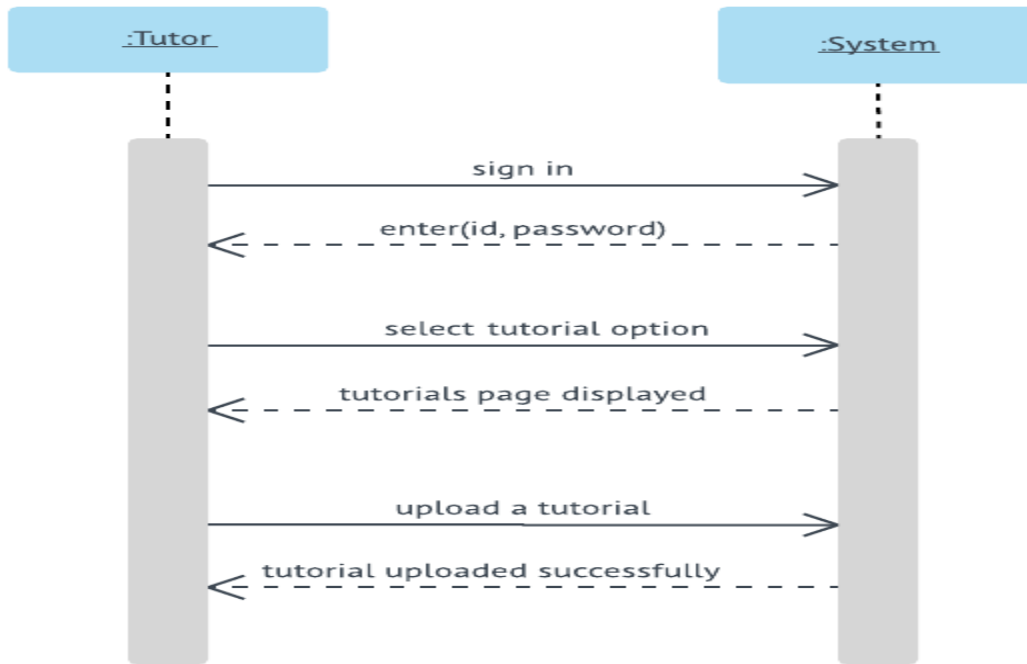 :Tutor
:System
sign in
enter(id, password)
select tutorial option
tutorials page displayed
upload a tutorial
tutorial uploaded successfully